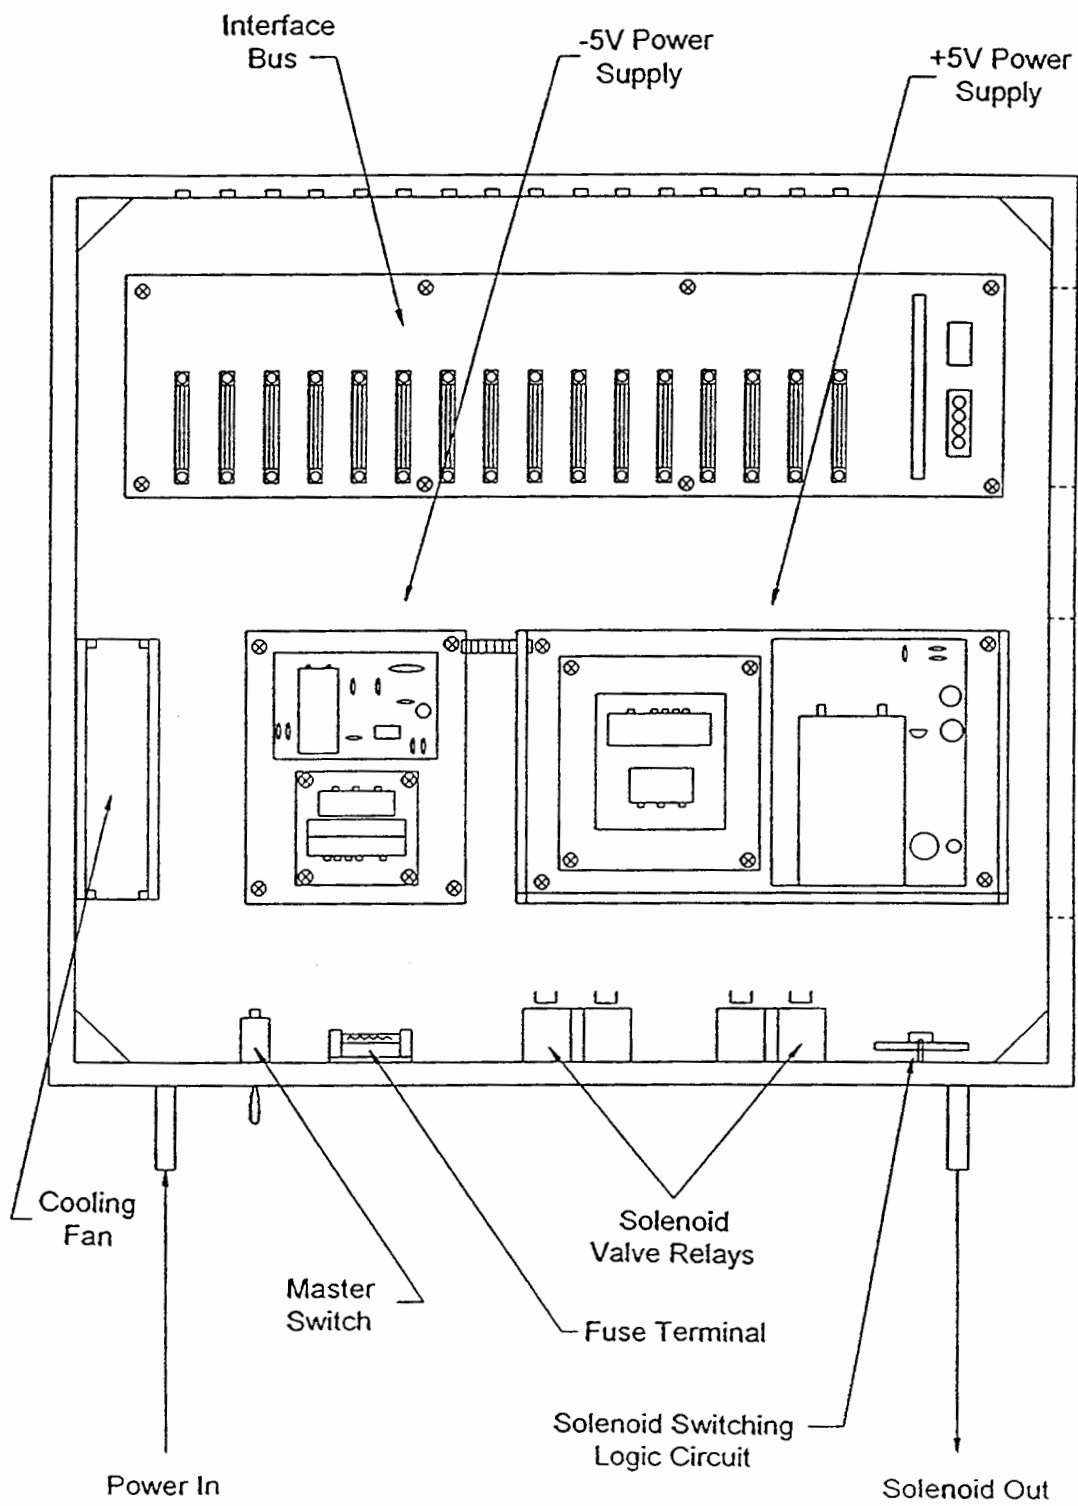 Interface
Bus
-5V Power
Supply
+5V Power
Supply
Cooling
Fan
Master
Switch
Solenoid
Valve Relays
Fuse Terminal
Solenoid Switching
Logic Circuit
Power In
Solenoid Out